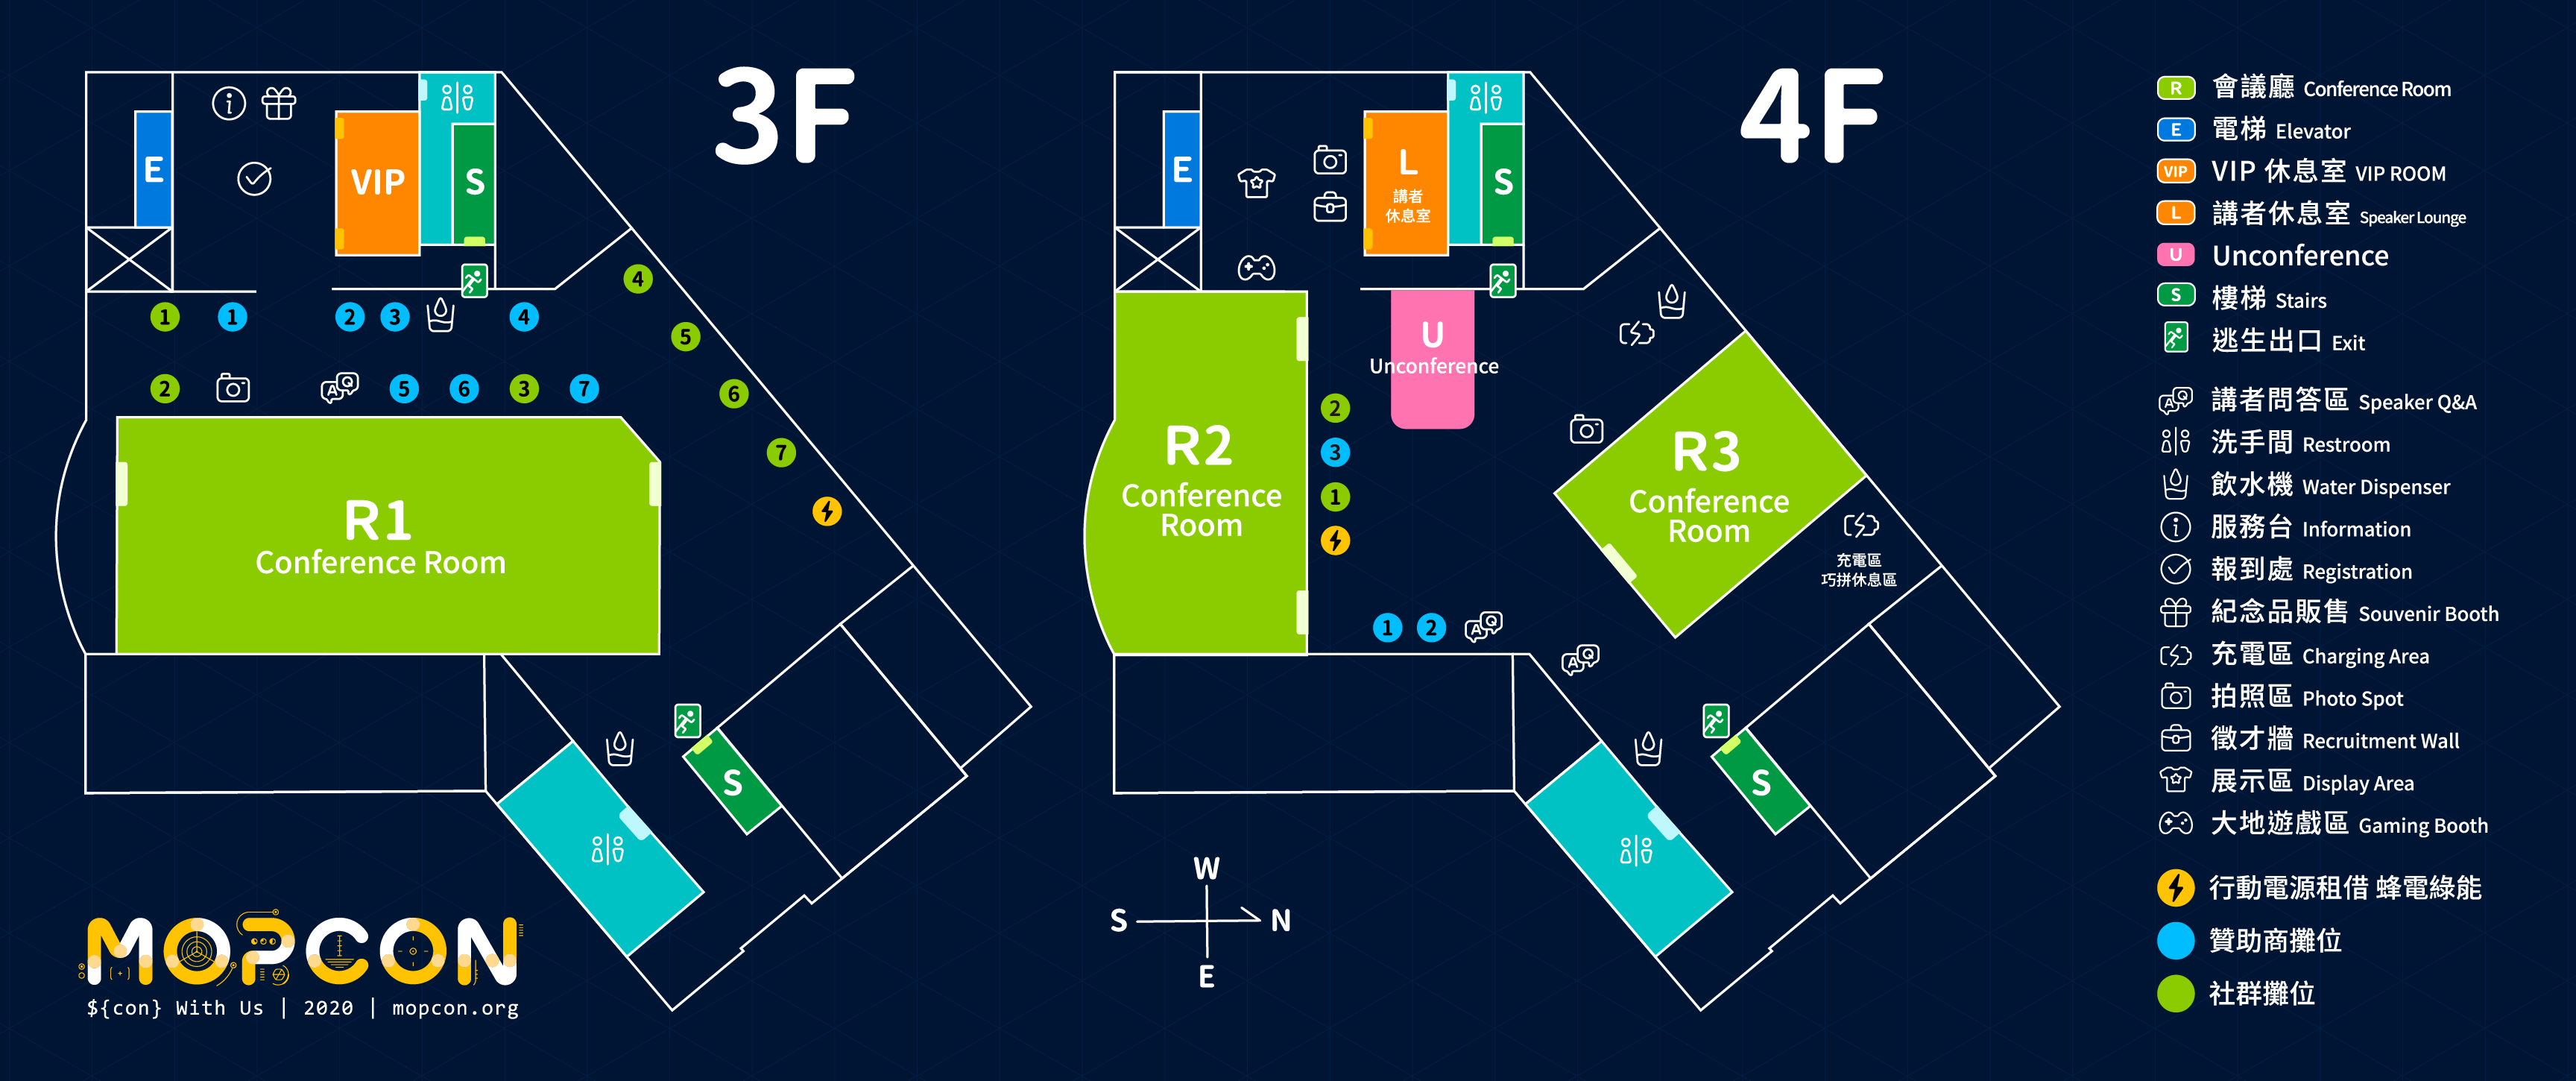 3F
E
VIP
S
1
1
2
3
4
4
5
2
A Q
5
6
3
7
6
7
R1
Conference Room
S
4F
E
L
講者
休息室
S
U
Unconference
R2
Conference
Room
2
3
1
R3
Conference
Room
充電區
巧拼休息區
1
2
A Q
A Q
S
W
S
N
E
MOPCON
${con} With Us | 2020 | mopcon.org
R 會議廳 Conference Room
E 電梯 Elevator
VIP VIP 休息室 VIP ROOM
L 講者休息室 Speaker Lounge
U Unconference
S 樓梯 Stairs
逃生出口 Exit
A Q 講者問答區 Speaker Q&A
洗手間 Restroom
飲水機 Water Dispenser
服務台 Information
報到處 Registration
紀念品販售 Souvenir Booth
充電區 Charging Area
拍照區 Photo Spot
徵才牆 Recruitment Wall
展示區 Display Area
大地遊戲區 Gaming Booth
行動電源租借 蜂電綠能
贊助商攤位
社群攤位